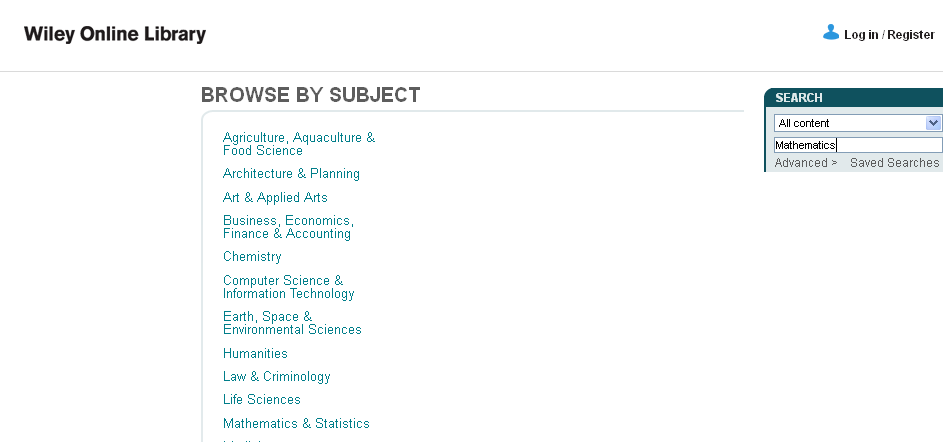 Wiley Online Library
Log in / Register
BROWSE BY SUBJECT
Agriculture, Aquaculture &
Food Science
Architecture & Planning
Art & Applied Arts
Business, Economics,
Finance & Accounting
Chemistry
Computer Science &
Information Technology
Earth, Space &
Environmental Sciences
Humanities
Law & Criminology
Life Sciences
Mathematics & Statistics
SEARCH
All content
Mathematics
Advanced > Saved Searches